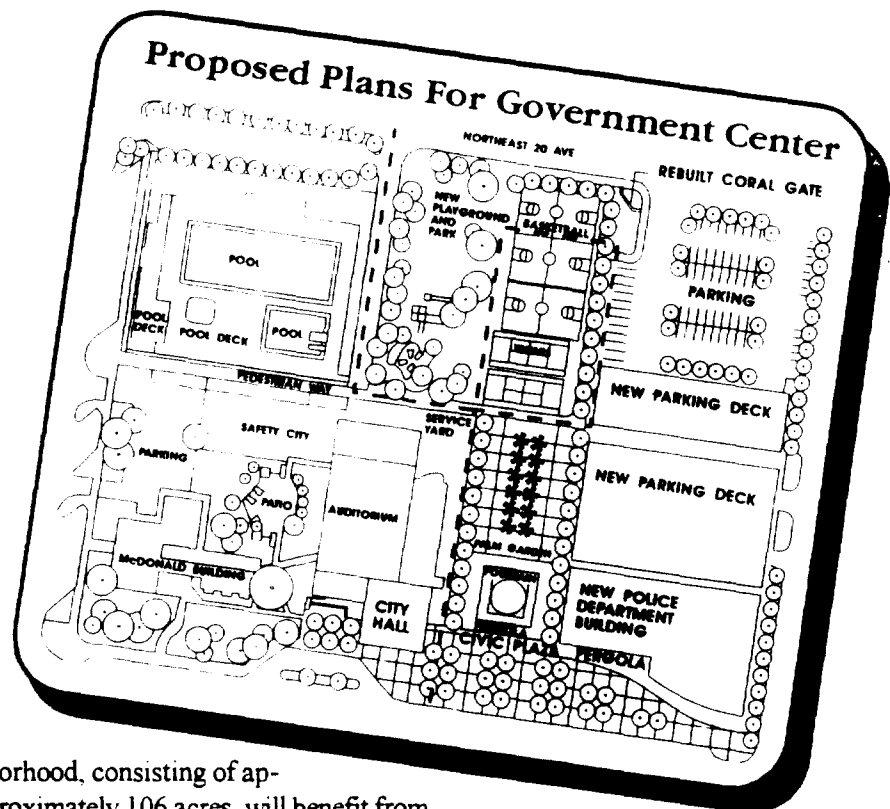 Proposed Plans For Government Center
NORTHEAST 20 AVE
REBUILT CORAL GATE
NEW
PLAYGROUND
AND
PARK
BASKETBALL
POOL
PARKING
POOL
DECK
POOL DECK
POOL
PEDESTRIAN WAY
NEW PARKING DECK
SERVICE
YARD
SAFETY CITY
PARKING
NEW PARKING DECK
PATIO
AUDITORIUM
PALM GARDEN
McDONALD BUILDING
NEW POLICE
DEPARTMENT
BUILDING
CITY
HALL
CIVIC PLAZA
PERGOLA
orhood, consisting of ap-
roximately 106 acres, will benefit from